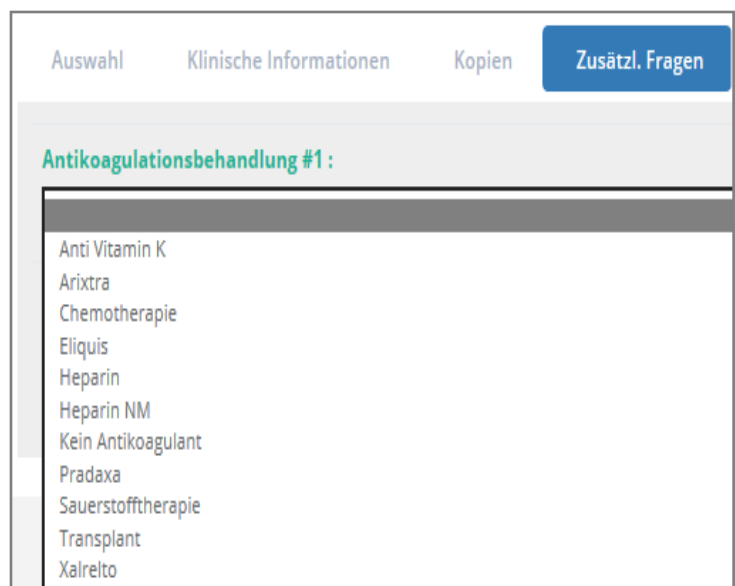 Auswahl Klinische Informationen Kopien Zusätzl. Fragen
Antikoagulationsbehandlung #1 :
Anti Vitamin K
Arixtra
Chemotherapie
Eliquis
Heparin
Heparin NM
Kein Antikoagulant
Pradaxa
Sauerstofftherapie
Transplant
Xalrelto